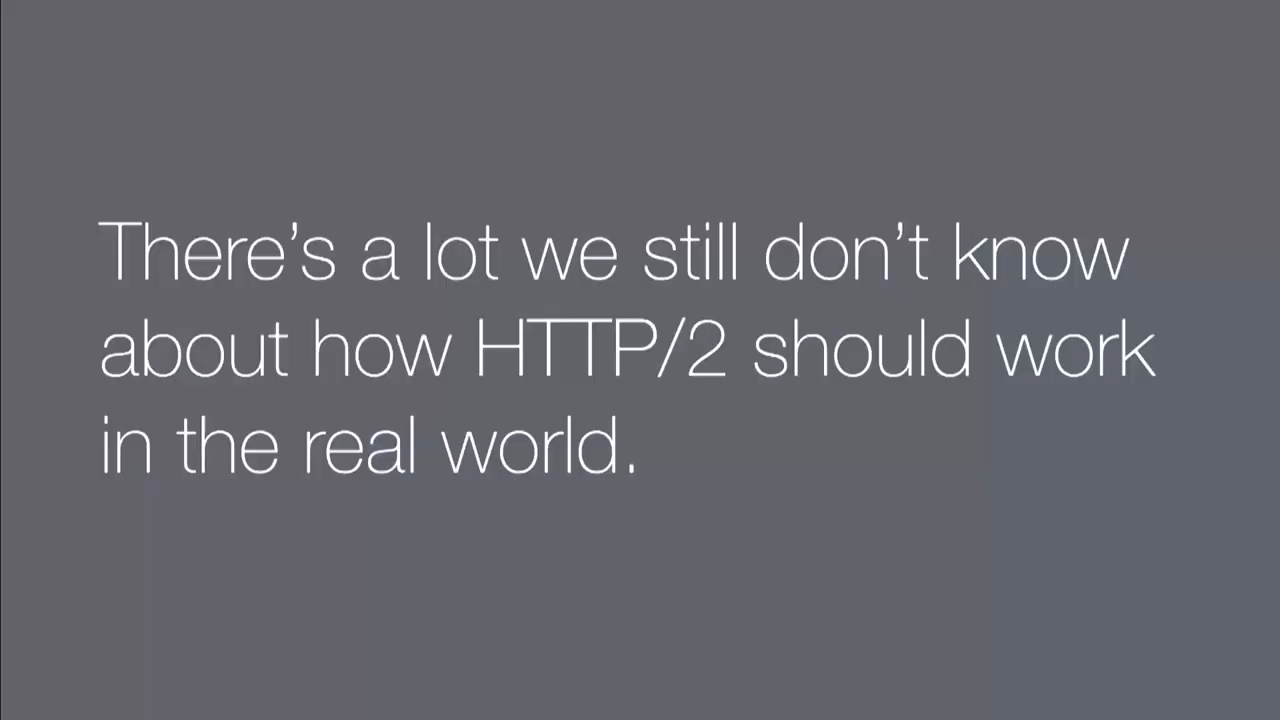 There’s a lot we still don’t know
about how HTTP/2 should work
in the real world.